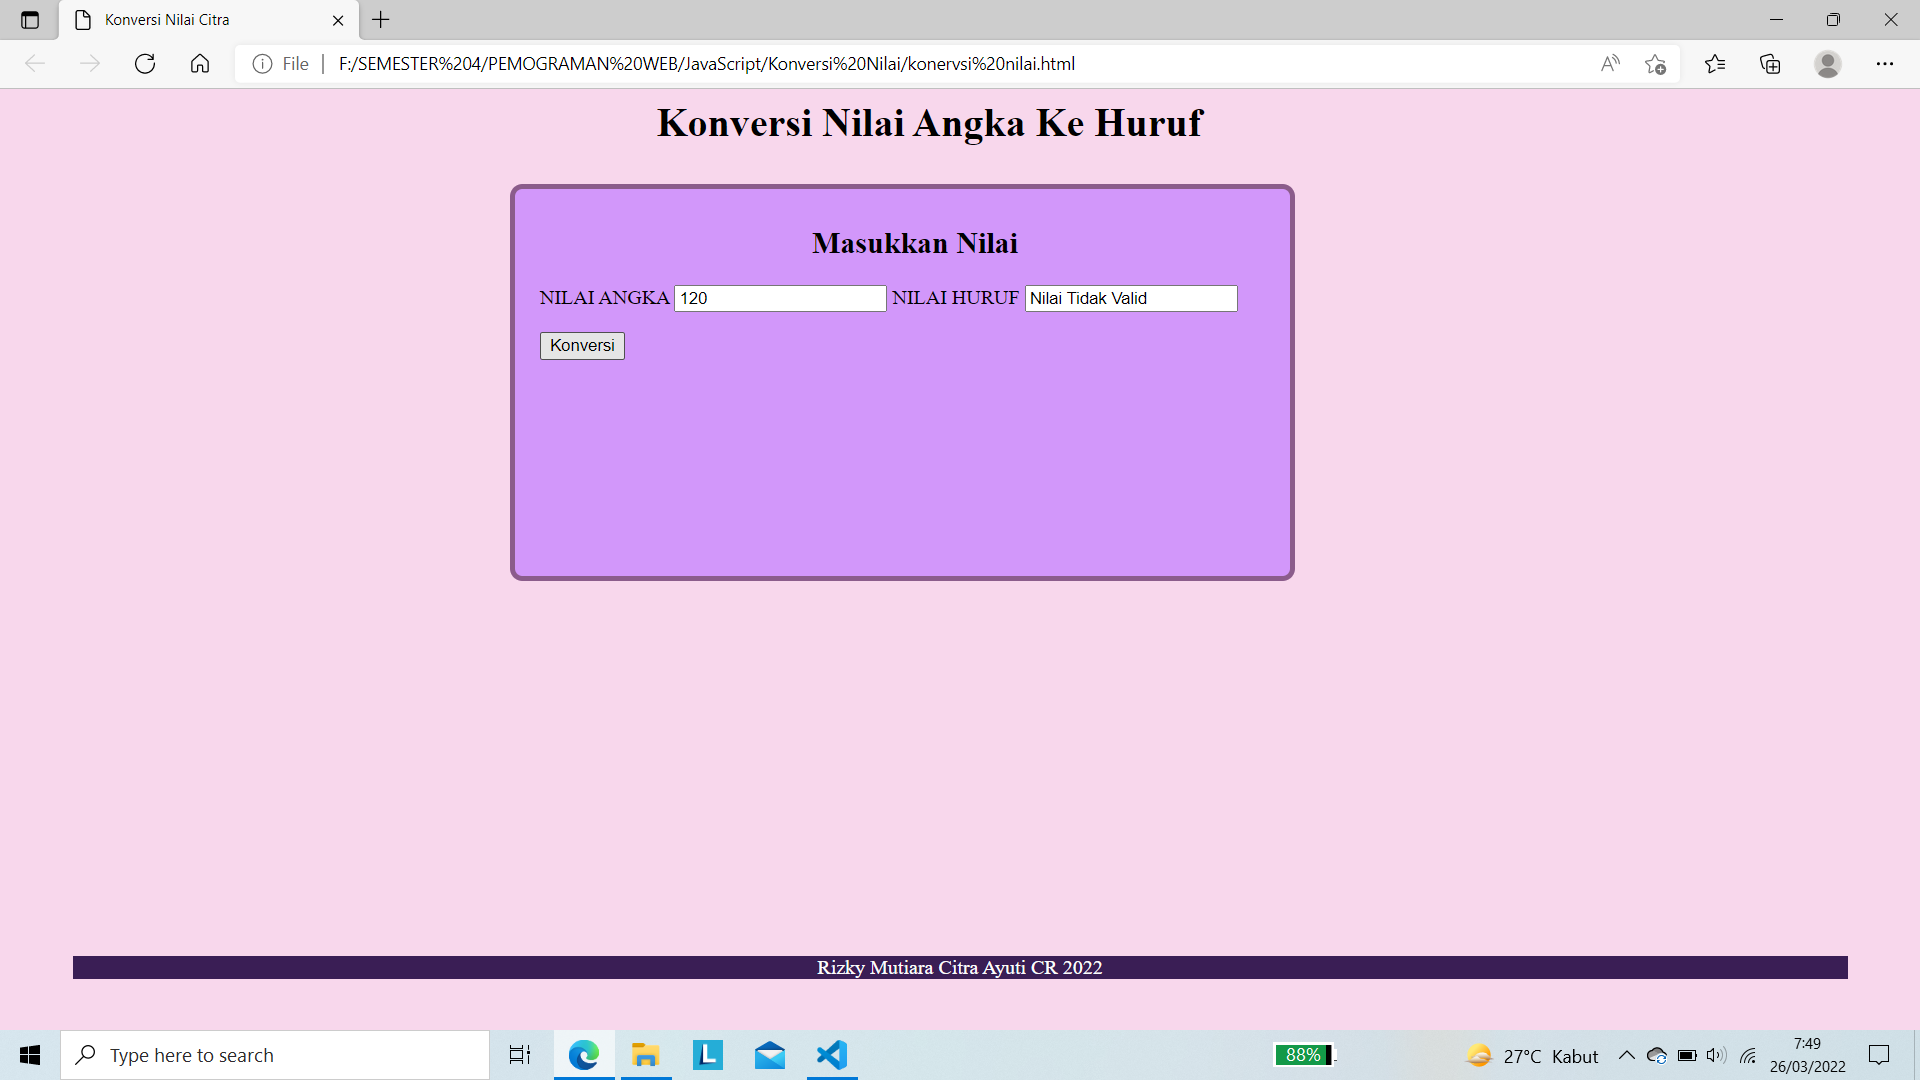 Konversi Nilai Citra
File
F:/SEMESTER%204/PEMOGRAMAN%20WEB/JavaScript/Konversi%20Nilai/konervsi%20nilai.html
Konversi Nilai Angka Ke Huruf
Masukkan Nilai
NILAI ANGKA 120 NILAI HURUF Nilai Tidak Valid
Konversi
Rizky Mutiara Citra Ayuti CR 2022
Type here to search
L
88%
27°C Kabut
7:49
26/03/2022